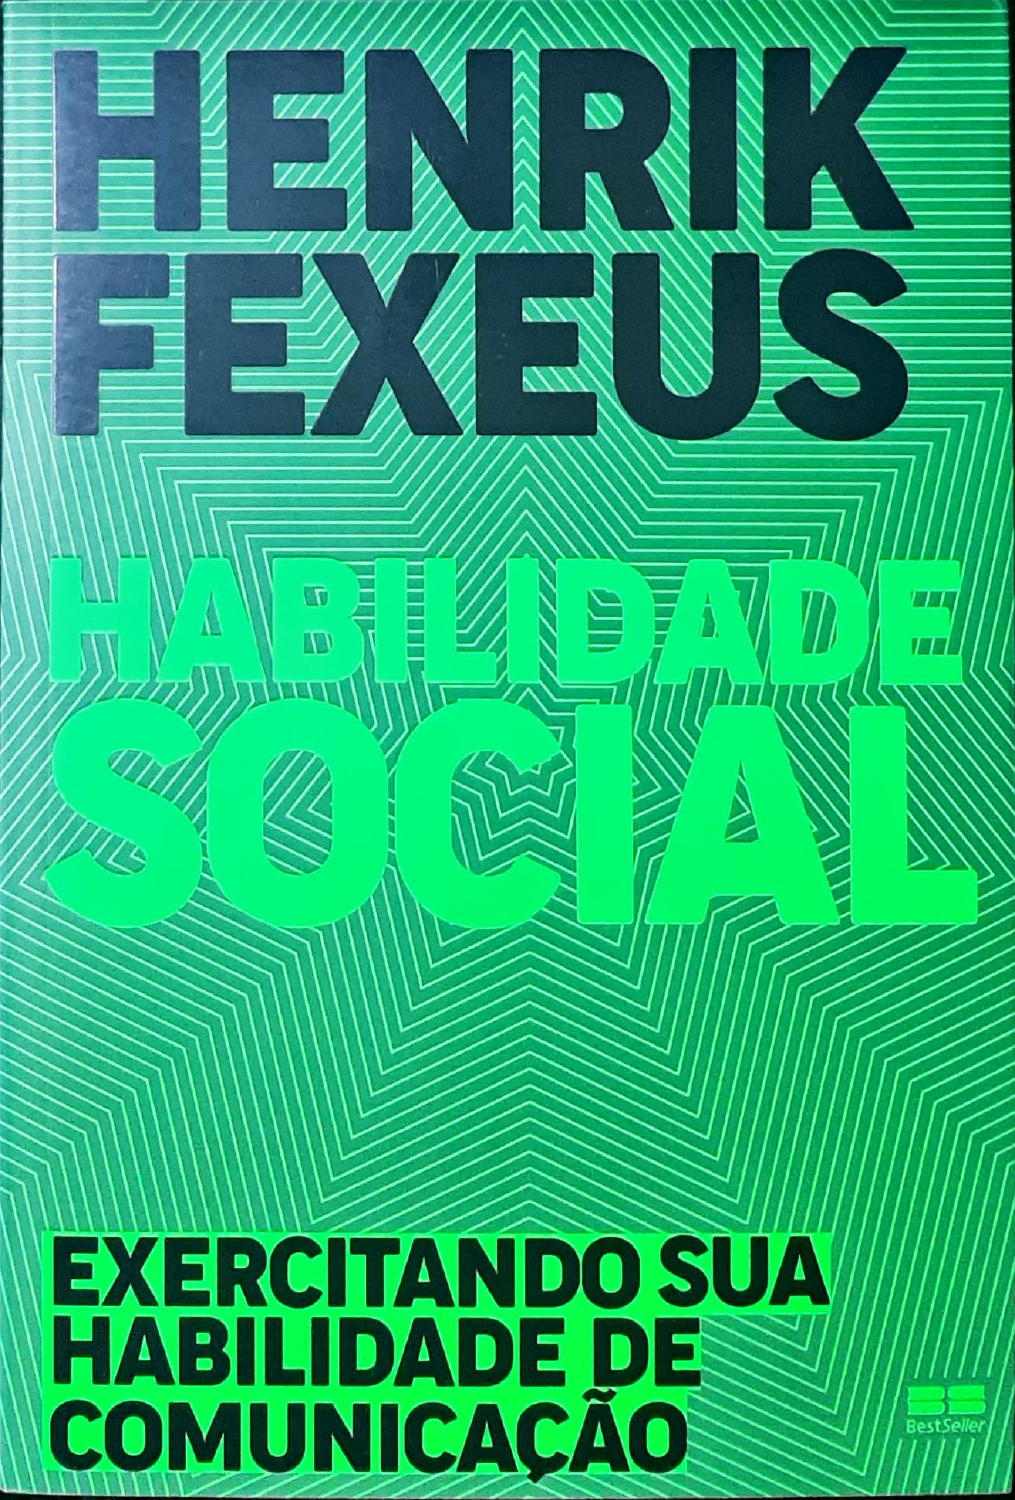 HENRIK
FEXEUS
HABILIDADE
SOCIAL
EXERCITANDO SUA
HABILIDADE DE
COMUNICAÇÃO
BestSeller